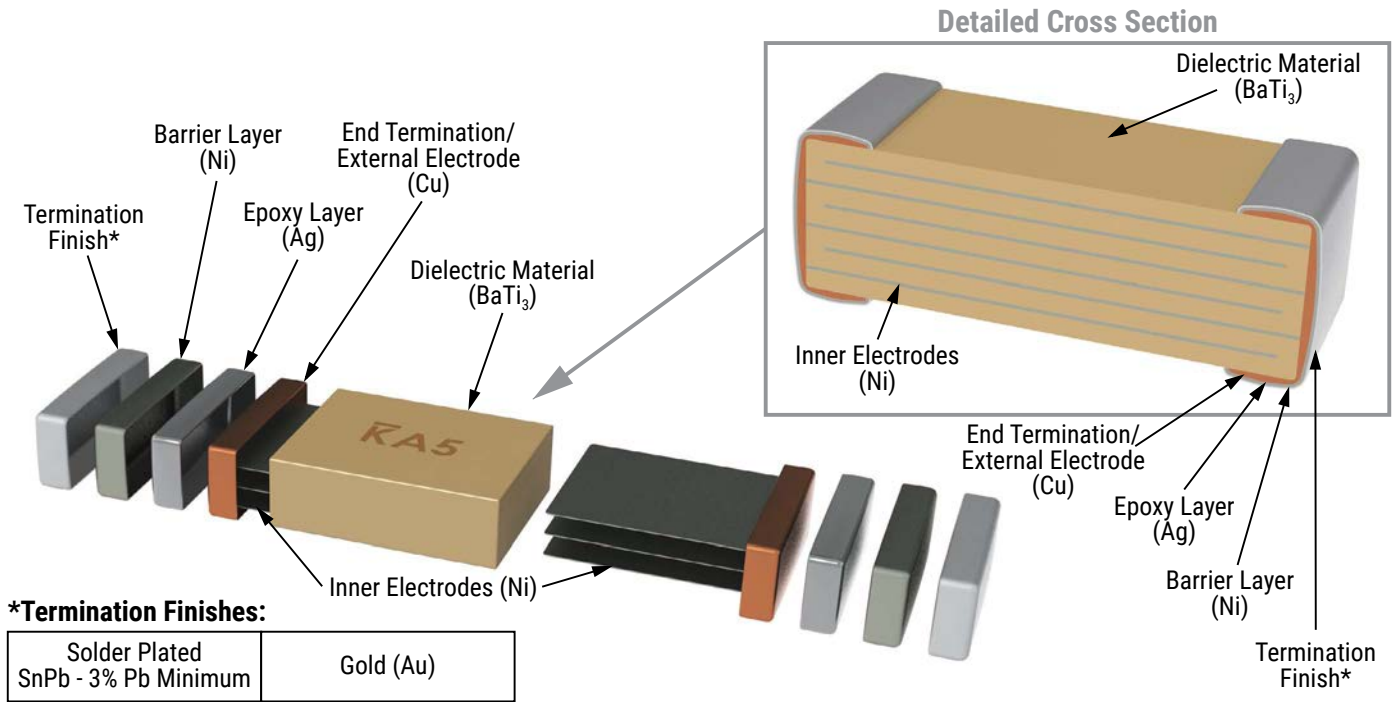 Detailed Cross Section
Dielectric Material
(BaTi₃)
Inner Electrodes
(Ni)
End Termination/
External Electrode
(Cu)
Epoxy Layer
(Ag)
Barrier Layer
(Ni)
Termination
Finish*
Termination
Finish*
Barrier Layer
(Ni)
Epoxy Layer
(Ag)
End Termination/
External Electrode
(Cu)
Dielectric Material
(BaTi₃)
KA5
Inner Electrodes (Ni)
*Termination Finishes:
Solder Plated
SnPb - 3% Pb Minimum
Gold (Au)